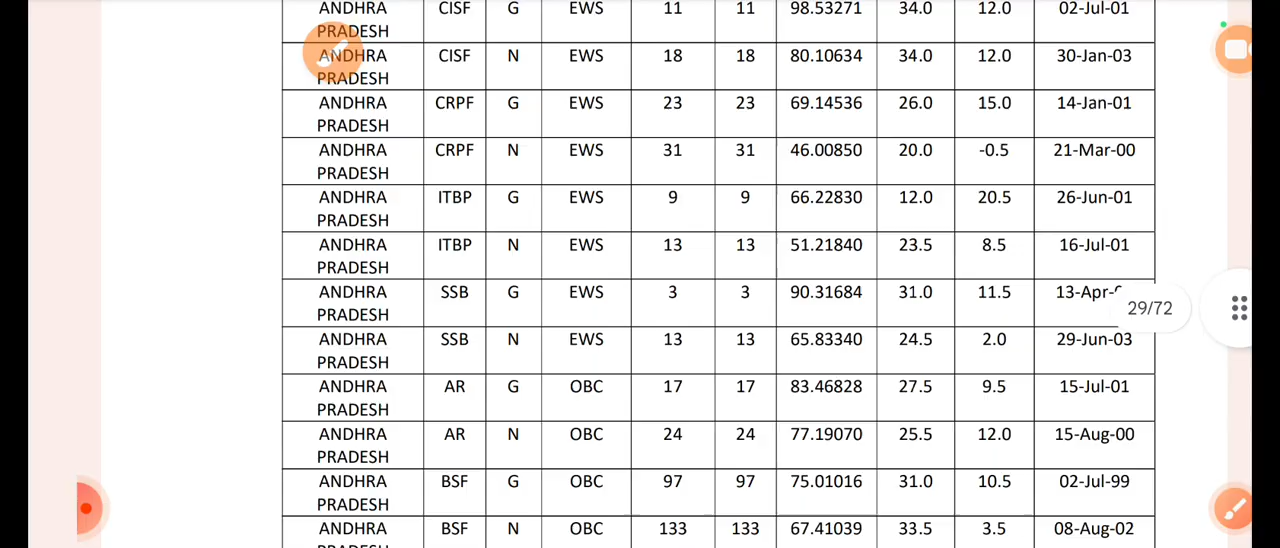 ANDHRA PRADESH CISF G EWS 11 11 98.53271 34.0 12.0 02-Jul-01
ANDHRA PRADESH CISF N EWS 18 18 80.10634 34.0 12.0 30-Jan-03
ANDHRA PRADESH CRPF G EWS 23 23 69.14536 26.0 15.0 14-Jan-01
ANDHRA PRADESH CRPF N EWS 31 31 46.00850 20.0 -0.5 21-Mar-00
ANDHRA PRADESH ITBP G EWS 9 9 66.22830 12.0 20.5 26-Jun-01
ANDHRA PRADESH ITBP N EWS 13 13 51.21840 23.5 8.5 16-Jul-01
ANDHRA PRADESH SSB G EWS 3 3 90.31684 31.0 11.5 13-Apr-
29/72
ANDHRA PRADESH SSB N EWS 13 13 65.83340 24.5 2.0 29-Jun-03
ANDHRA PRADESH AR G OBC 17 17 83.46828 27.5 9.5 15-Jul-01
ANDHRA PRADESH AR N OBC 24 24 77.19070 25.5 12.0 15-Aug-00
ANDHRA PRADESH BSF G OBC 97 97 75.01016 31.0 10.5 02-Jul-99
ANDHRA BSF N OBC 133 133 67.41039 33.5 3.5 08-Aug-02